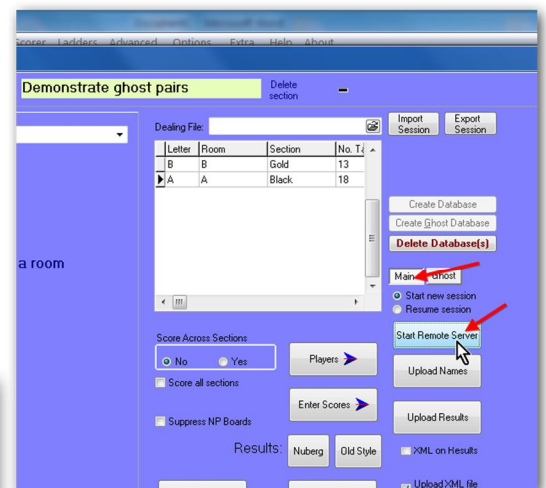 Scorer Ladders Advanced Options Extra Help About
Demonstrate ghost pairs
Delete section
Dealing File:
Import Session
Export Session
Letter Room Section No. Ta
B B Gold 13
A A Black 18
Create Database
Create Ghost Database
Delete Database(s)
a room
Main Ghost
Start new session
Resume session
Start Remote Server
Score Across Sections
No Yes
Players
Upload Names
Score all sections
Enter Scores
Upload Results
Suppress NP Boards
Results: Nuberg Old Style
XML on Results
Upload XML file